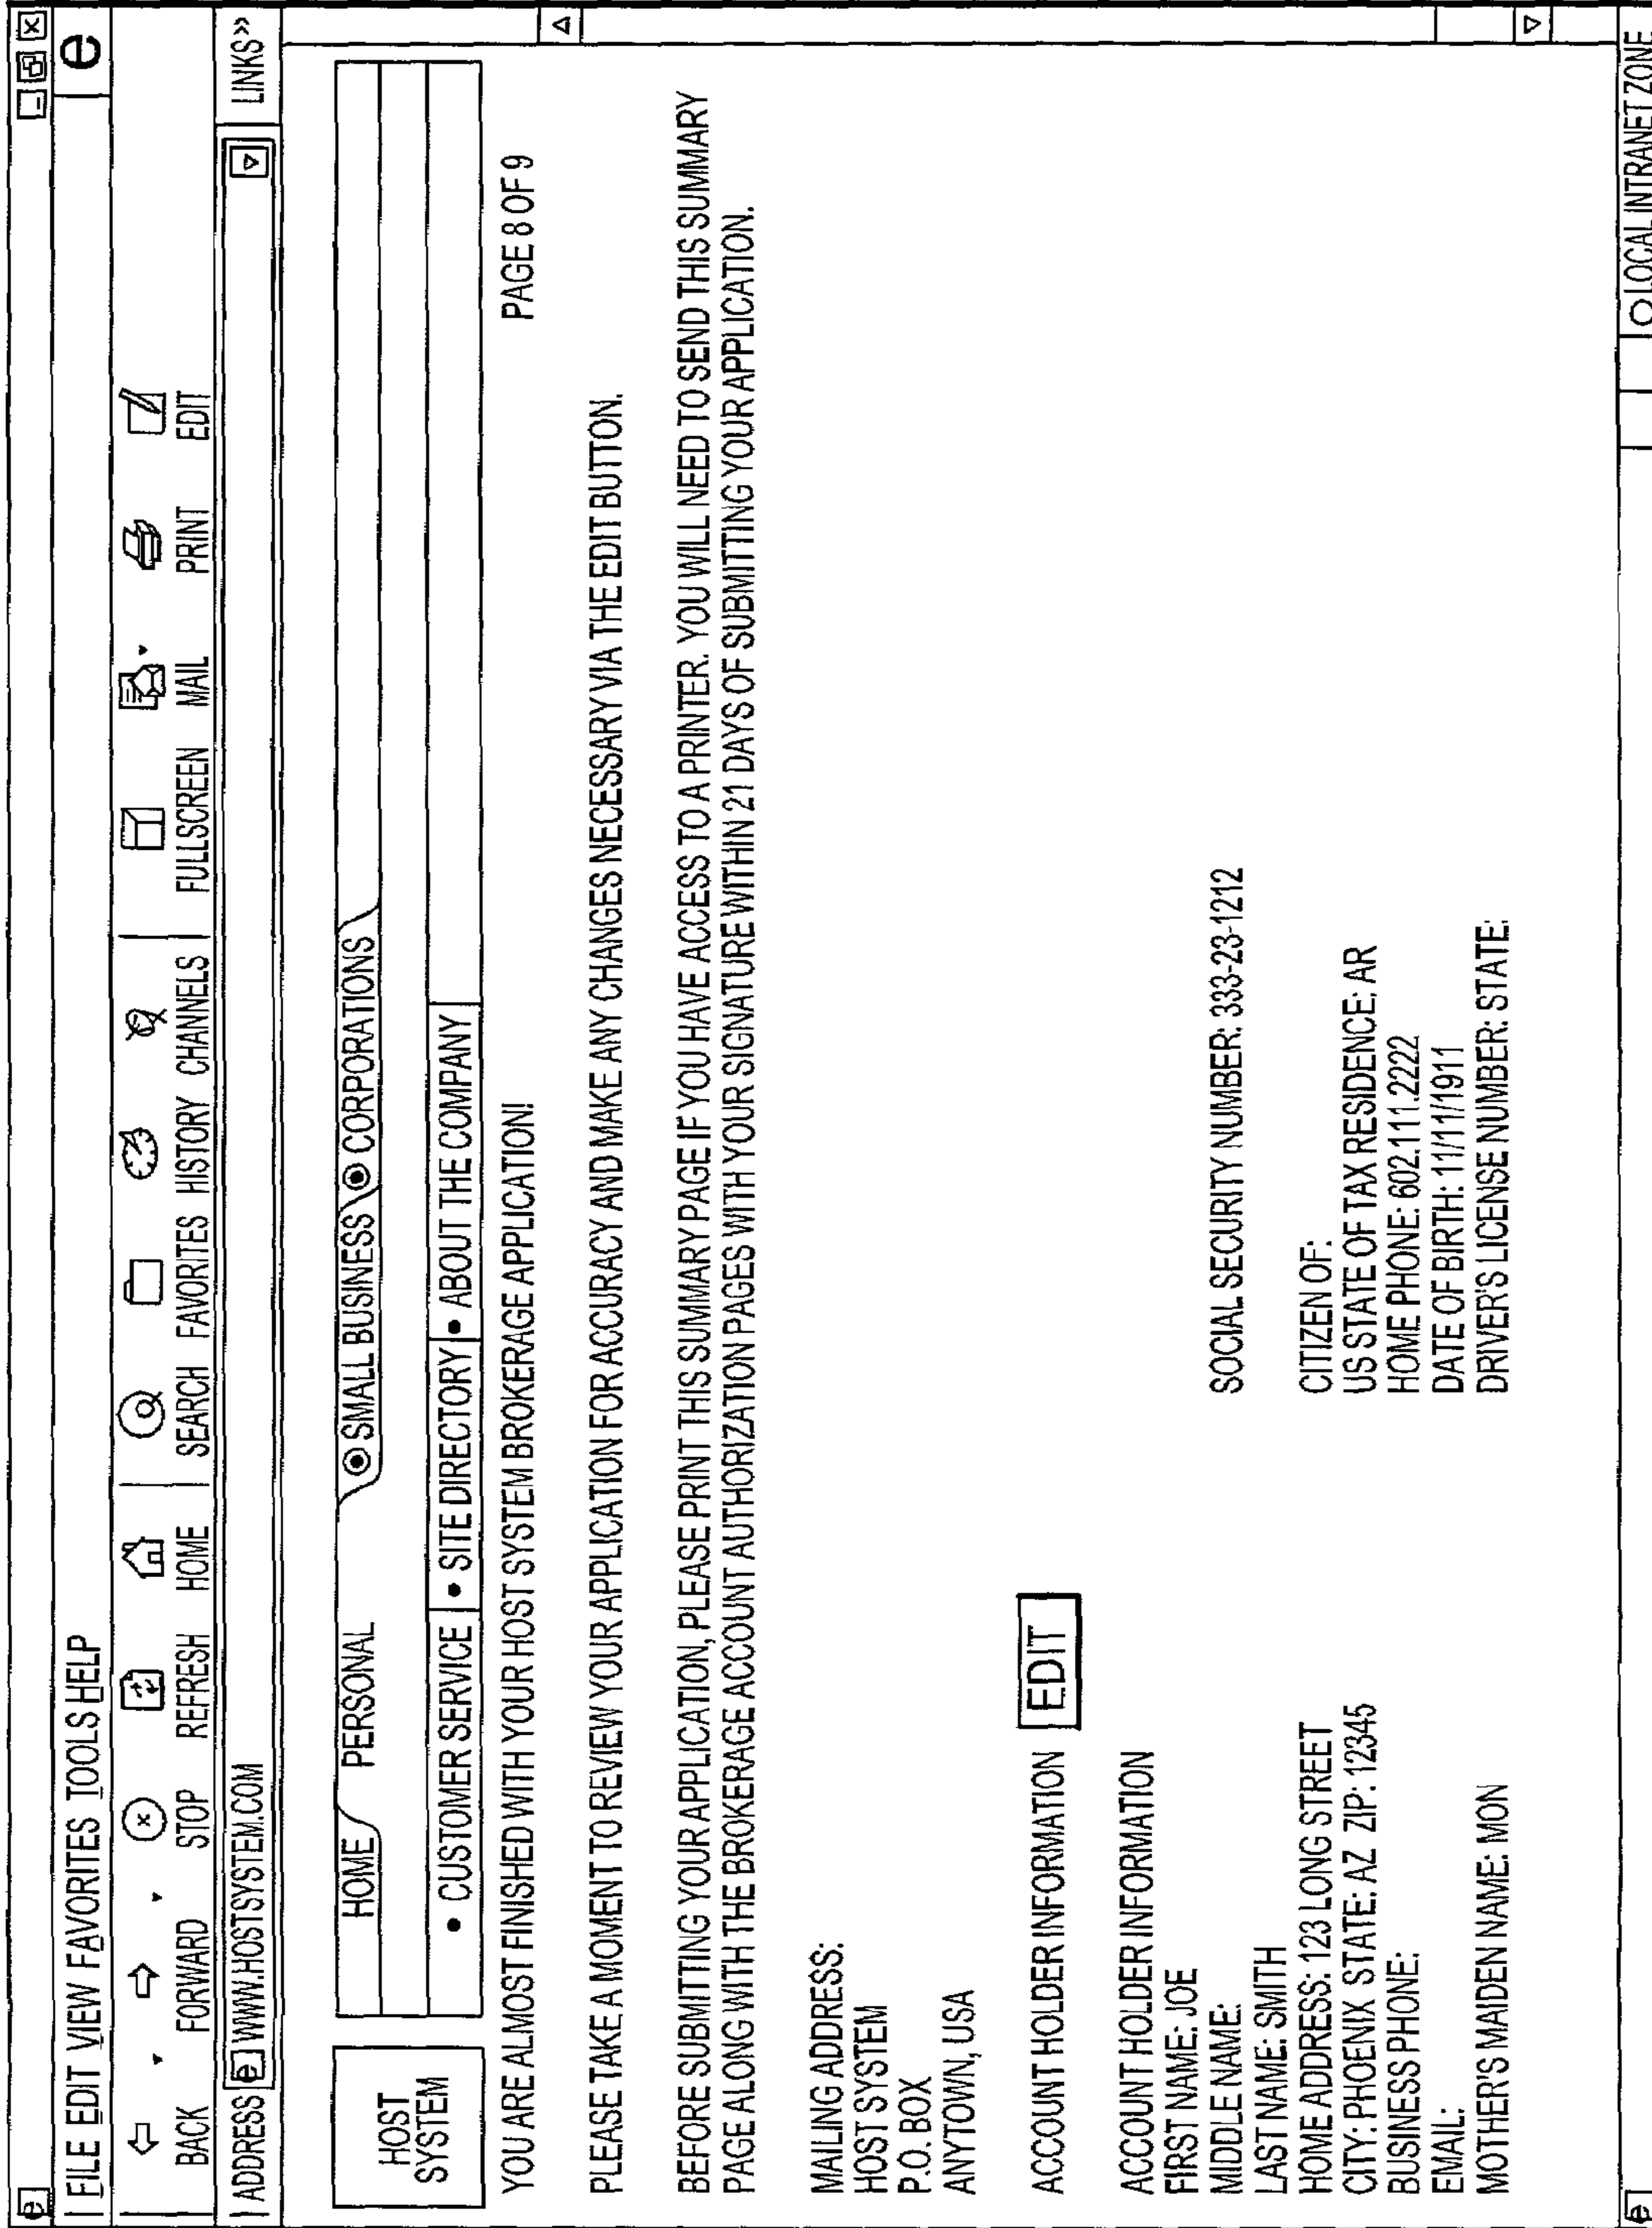 FILE EDIT VIEW FAVORITES TOOLS HELP
BACK FORWARD STOP REFRESH HOME SEARCH FAVORITES HISTORY CHANNELS FULLSCREEN MAIL PRINT EDIT
ADDRESS e WWW.HOSTSYSTEM.COM LINKS»
HOST
SYSTEM
HOME PERSONAL SMALL BUSINESS CORPORATIONS
• CUSTOMER SERVICE • SITE DIRECTORY • ABOUT THE COMPANY
YOU ARE ALMOST FINISHED WITH YOUR HOST SYSTEM BROKERAGE APPLICATION! PAGE 8 OF 9
PLEASE TAKE A MOMENT TO REVIEW YOUR APPLICATION FOR ACCURACY AND MAKE ANY CHANGES NECESSARY VIA THE EDIT BUTTON.
BEFORE SUBMITTING YOUR APPLICATION, PLEASE PRINT THIS SUMMARY PAGE IF YOU HAVE ACCESS TO A PRINTER. YOU WILL NEED TO SEND THIS SUMMARY
PAGE ALONG WITH THE BROKERAGE ACCOUNT AUTHORIZATION PAGES WITH YOUR SIGNATURE WITHIN 21 DAYS OF SUBMITTING YOUR APPLICATION.
MAILING ADDRESS:
HOST SYSTEM
P.O. BOX
ANYTOWN, USA
ACCOUNT HOLDER INFORMATION EDIT
ACCOUNT HOLDER INFORMATION
FIRST NAME: JOE
MIDDLE NAME: SOCIAL SECURITY NUMBER: 333-23-1212
LAST NAME: SMITH
HOME ADDRESS: 123 LONG STREET CITIZEN OF:
CITY: PHOENIX STATE: AZ ZIP: 12345 US STATE OF TAX RESIDENCE: AR
BUSINESS PHONE: HOME PHONE: 602.111.2222
EMAIL: DATE OF BIRTH: 11/11/1911
MOTHER'S MAIDEN NAME: MON DRIVER'S LICENSE NUMBER: STATE:
LOCAL INTRANET ZONE